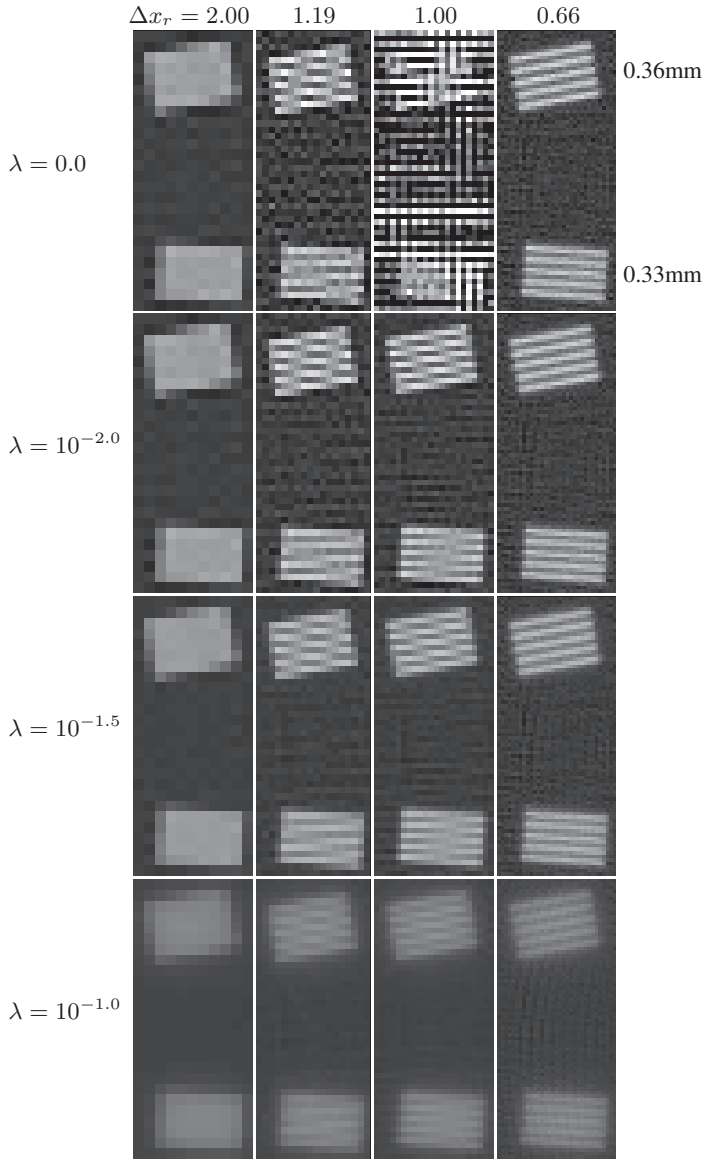 Δx_r = 2.00 1.19 1.00 0.66
0.36mm
λ = 0.0
0.33mm
λ = 10^{-2.0}
λ = 10^{-1.5}
λ = 10^{-1.0}